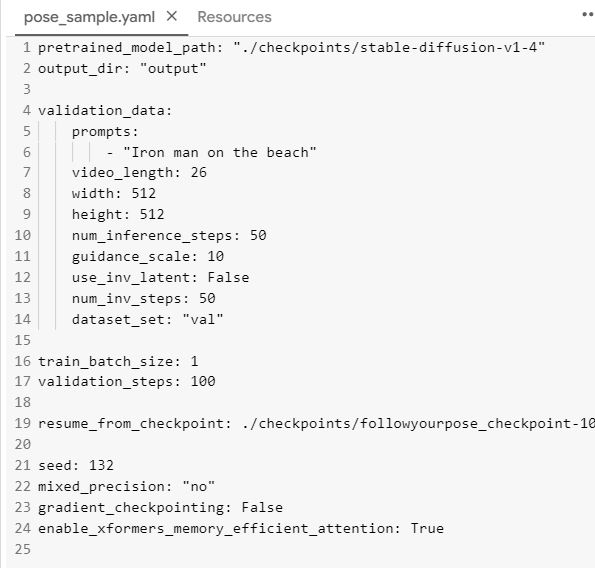 pose_sample.yaml × Resources ••
1 pretrained_model_path: "./checkpoints/stable-diffusion-v1-4"
2 output_dir: "output"
3
4 validation_data:
5 prompts:
6 - "Iron man on the beach"
7 video_length: 26
8 width: 512
9 height: 512
10 num_inference_steps: 50
11 guidance_scale: 10
12 use_inv_latent: False
13 num_inv_steps: 50
14 dataset_set: "val"
15
16 train_batch_size: 1
17 validation_steps: 100
18
19 resume_from_checkpoint: ./checkpoints/followyourpose_checkpoint-10
20
21 seed: 132
22 mixed_precision: "no"
23 gradient_checkpointing: False
24 enable_xformers_memory_efficient_attention: True
25